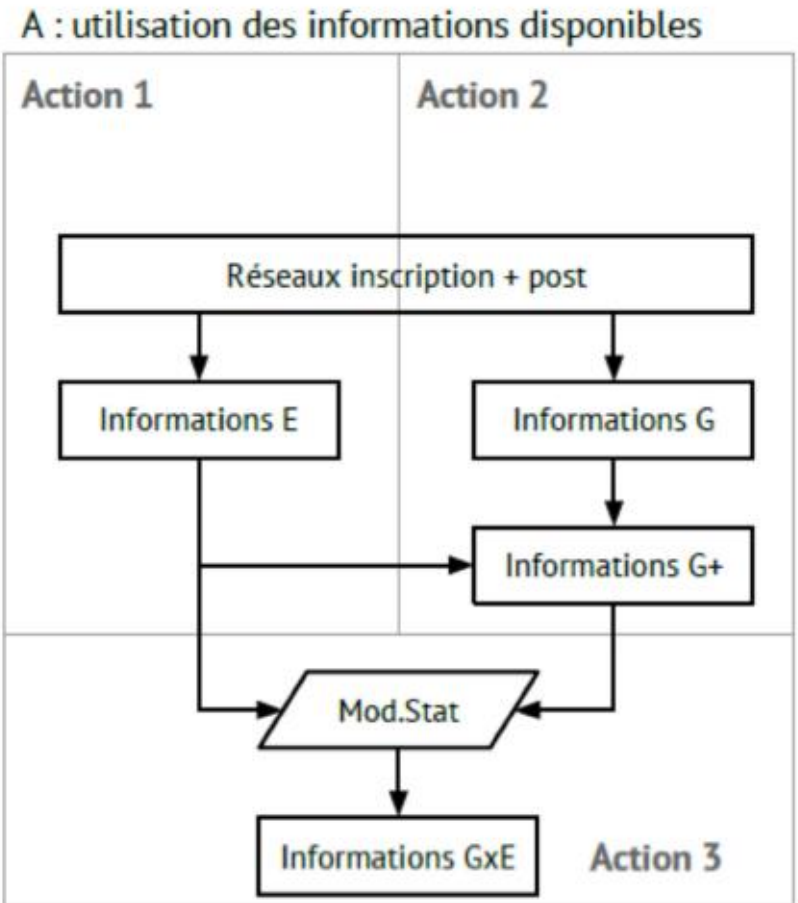 A : utilisation des informations disponibles
Action 1
Action 2
Réseaux inscription + post
Informations E
Informations G
Informations G+
Mod.Stat
Informations GxE
Action 3